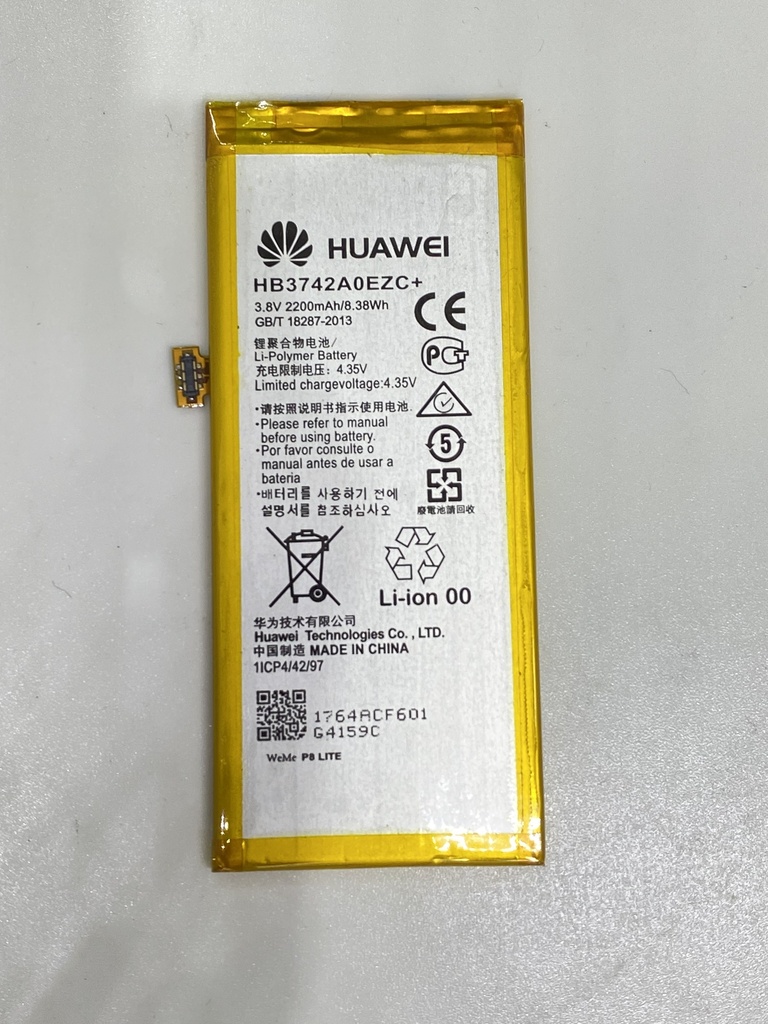 HUAWEI
HB3742A0EZC+
3.8V 2200mAh/8.38Wh
GB/T 18287-2013
CE
锂聚合物电池/
Li-Polymer Battery
充电限制电压: 4.35V
Limited chargevoltage:4.35V
PCT
•请按照说明书指示使用电池.
•Please refer to manual
before using battery.
•Por favor consulte o
manual antes de usar a
bateria
•배터리를 사용하기 전에
설명서를 참조하십시오
5
廢電池請回收
Li-ion 00
华为技术有限公司
Huawei Technologies Co., LTD.
中国制造 MADE IN CHINA
1ICP4/42/97
1764ACF601
G4159C
WeMe P8 LITE